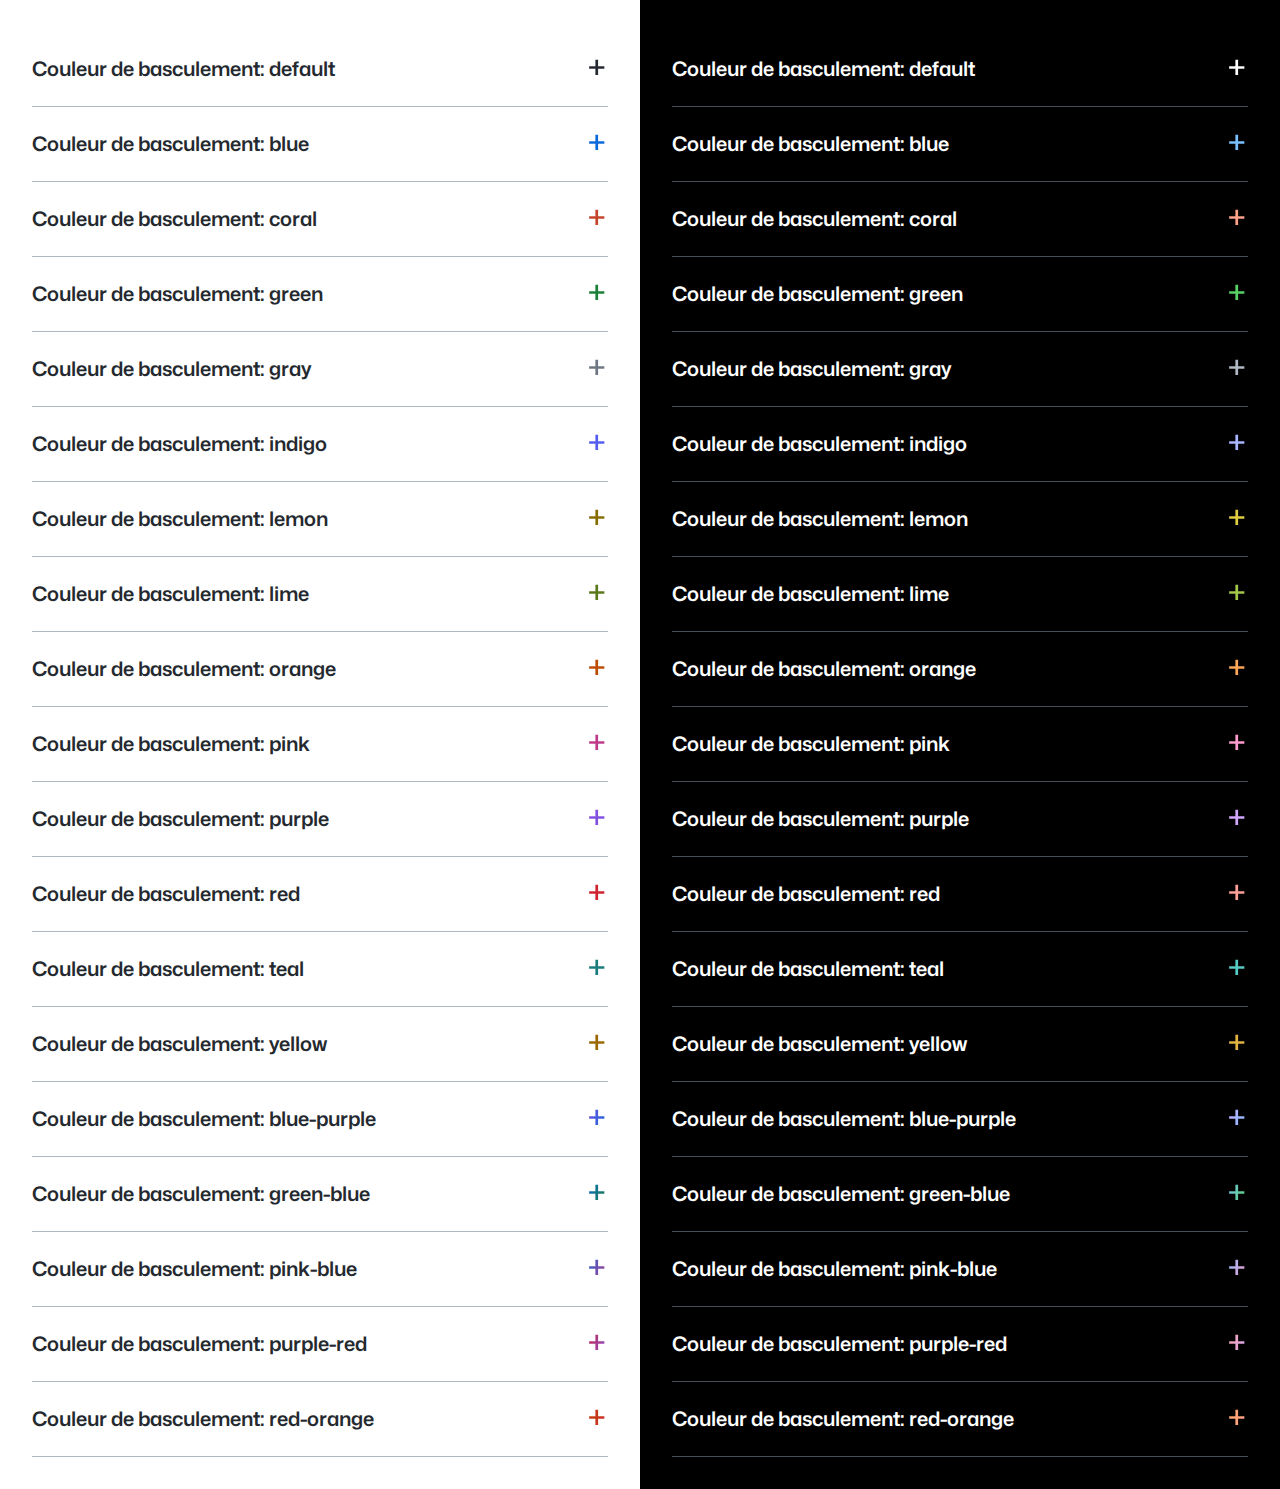 Couleur de basculement: default
Couleur de basculement: blue
Couleur de basculement: coral
Couleur de basculement: green
Couleur de basculement: gray
Couleur de basculement: indigo
Couleur de basculement: lemon
Couleur de basculement: lime
Couleur de basculement: orange
Couleur de basculement: pink
Couleur de basculement: purple
Couleur de basculement: red
Couleur de basculement: teal
Couleur de basculement: yellow
Couleur de basculement: blue-purple
Couleur de basculement: green-blue
Couleur de basculement: pink-blue
Couleur de basculement: purple-red
Couleur de basculement: red-orange
Couleur de basculement: default
Couleur de basculement: blue
Couleur de basculement: coral
Couleur de basculement: green
Couleur de basculement: gray
Couleur de basculement: indigo
Couleur de basculement: lemon
Couleur de basculement: lime
Couleur de basculement: orange
Couleur de basculement: pink
Couleur de basculement: purple
Couleur de basculement: red
Couleur de basculement: teal
Couleur de basculement: yellow
Couleur de basculement: blue-purple
Couleur de basculement: green-blue
Couleur de basculement: pink-blue
Couleur de basculement: purple-red
Couleur de basculement: red-orange